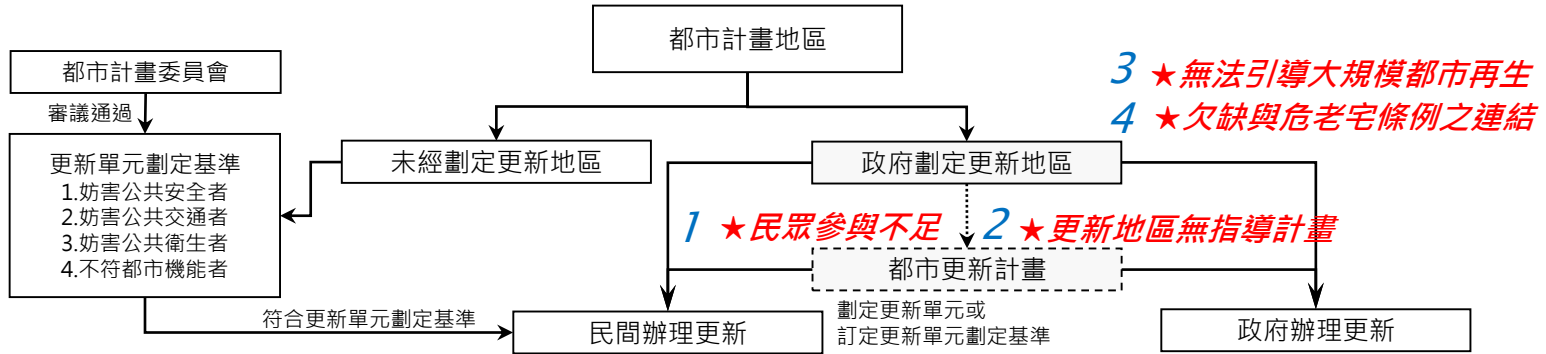 都市計畫地區
都市計畫委員會
審議通過
3 ★無法引導大規模都市再生
4 ★欠缺與危老宅條例之連結
更新單元劃定基準
1.妨害公共安全者
2.妨害公共交通者
3.妨害公共衛生者
4.不符都市機能者
未經劃定更新地區
政府劃定更新地區
1 ★民眾參與不足
2 ★更新地區無指導計畫
都市更新計畫
劃定更新單元或
訂定更新單元劃定基準
符合更新單元劃定基準
民間辦理更新
政府辦理更新